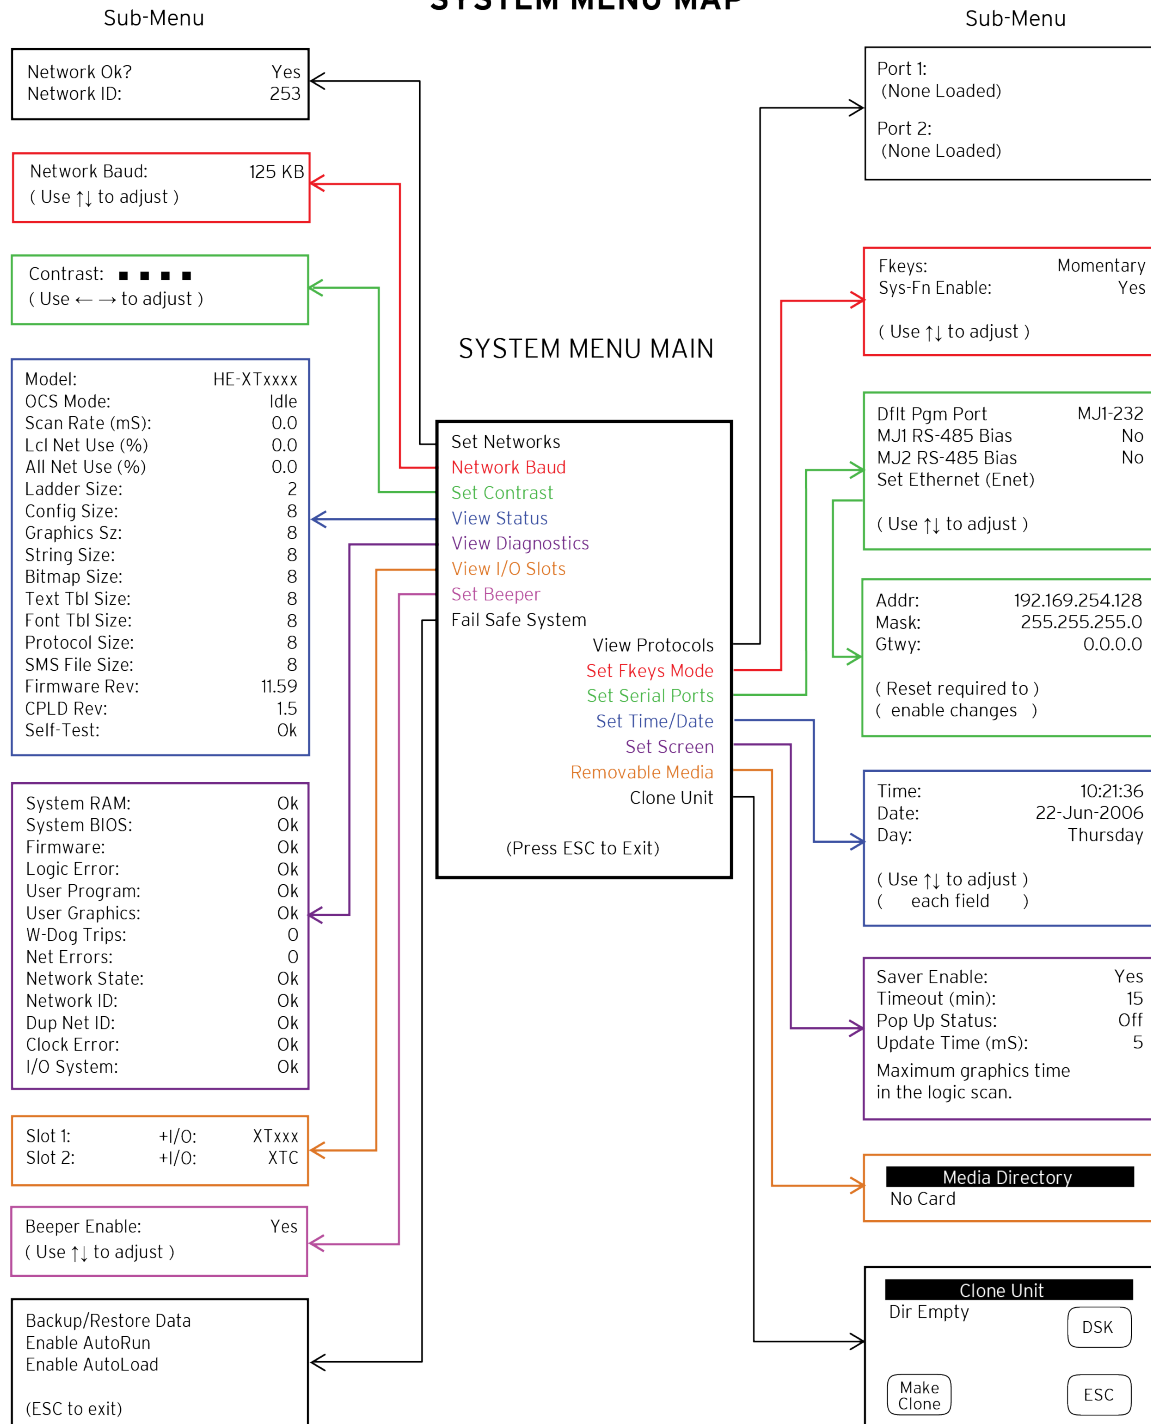 SYSTEM MENU MAP
Sub-Menu
Network Ok? Yes
Network ID: 253
Network Baud: 125 KB
( Use ↑↓ to adjust )
Contrast: ■ ■ ■ ■
( Use ← → to adjust )
Model: HE-XTxxxx
OCS Mode: Idle
Scan Rate (mS): 0.0
Lcl Net Use (%) 0.0
All Net Use (%) 0.0
Ladder Size: 2
Config Size: 8
Graphics Sz: 8
String Size: 8
Bitmap Size: 8
Text Tbl Size: 8
Font Tbl Size: 8
Protocol Size: 8
SMS File Size: 8
Firmware Rev: 11.59
CPLD Rev: 1.5
Self-Test: Ok
System RAM: Ok
System BIOS: Ok
Firmware: Ok
Logic Error: Ok
User Program: Ok
User Graphics: Ok
W-Dog Trips: 0
Net Errors: 0
Network State: Ok
Network ID: Ok
Dup Net ID: Ok
Clock Error: Ok
I/O System: Ok
Slot 1: +I/O: XTxxx
Slot 2: +I/O: XTC
Beeper Enable: Yes
( Use ↑↓ to adjust )
Backup/Restore Data
Enable AutoRun
Enable AutoLoad
(ESC to exit)
SYSTEM MENU MAIN
Set Networks
Network Baud
Set Contrast
View Status
View Diagnostics
View I/O Slots
Set Beeper
Fail Safe System
View Protocols
Set Fkeys Mode
Set Serial Ports
Set Time/Date
Set Screen
Removable Media
Clone Unit
(Press ESC to Exit)
Sub-Menu
Port 1:
(None Loaded)
Port 2:
(None Loaded)
Fkeys: Momentary
Sys-Fn Enable: Yes
( Use ↑↓ to adjust )
Dflt Pgm Port MJ1-232
MJ1 RS-485 Bias No
MJ2 RS-485 Bias No
Set Ethernet (Enet)
( Use ↑↓ to adjust )
Addr: 192.169.254.128
Mask: 255.255.255.0
Gtwy: 0.0.0.0
( Reset required to )
( enable changes )
Time: 10:21:36
Date: 22-Jun-2006
Day: Thursday
( Use ↑↓ to adjust )
( each field )
Saver Enable: Yes
Timeout (min): 15
Pop Up Status: Off
Update Time (mS): 5
Maximum graphics time
in the logic scan.
Media Directory
No Card
Clone Unit
Dir Empty
DSK
Make
Clone
ESC